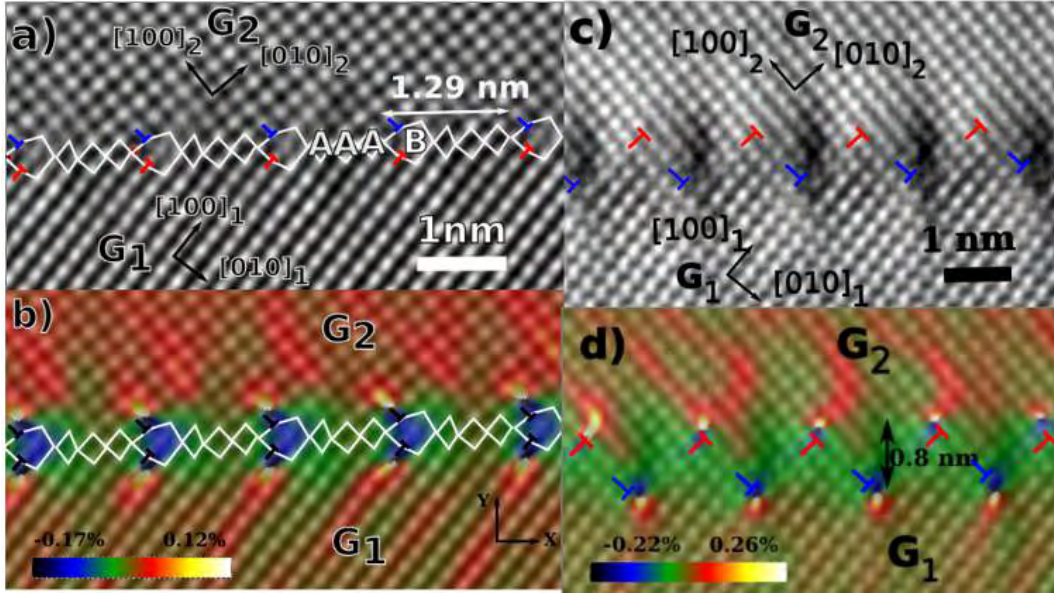 a)
G2
[100]2
[010]2
1.29 nm
AAA
B
[100]1
G1
[010]1
1nm
c)
G2
[100]2
[010]2
[100]1
G1
[010]1
1 nm
b)
G2
G1
-0.17%
0.12%
Y
X
d)
G2
0.8 nm
G1
-0.22%
0.26%